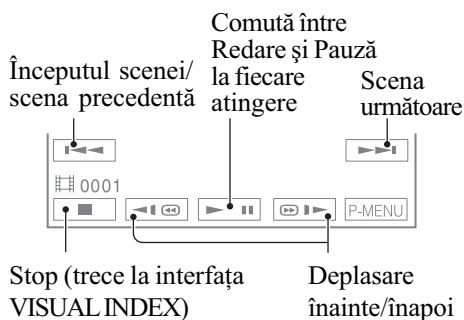 Comută între
Redare şi Pauză
la fiecare
atingere
Începutul scenei/
scena precedentă
Scena
următoare
0001
P-MENU
Stop (trece la interfaţa
VISUAL INDEX)
Deplasare
înainte/înapoi